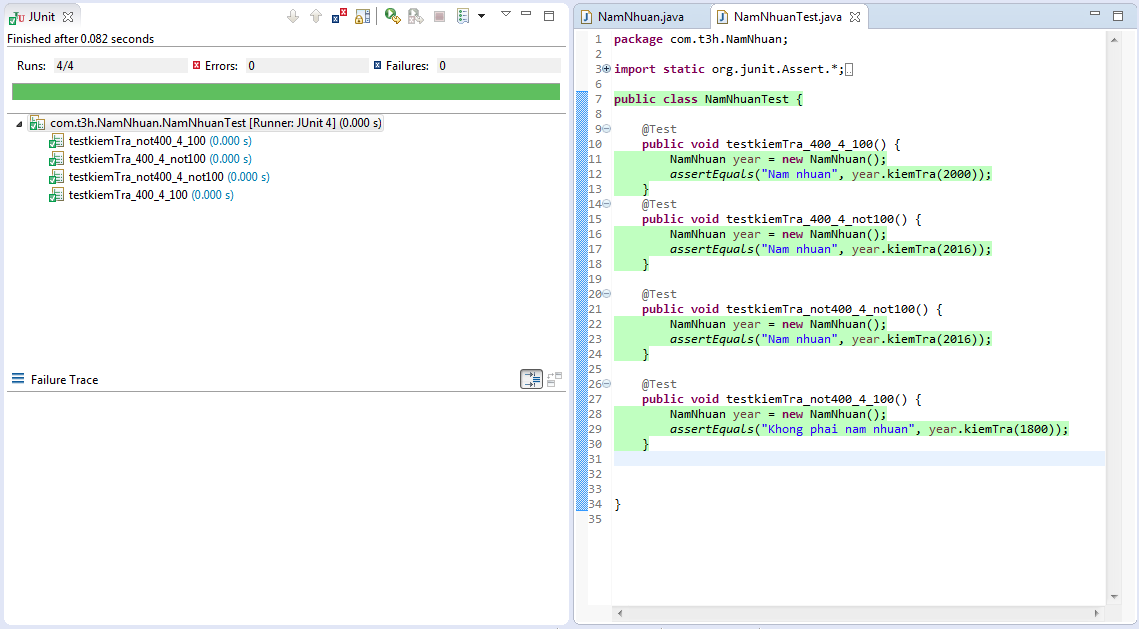 JUnit
Finished after 0.082 seconds
Runs: 4/4 Errors: 0 Failures: 0
com.t3h.NamNhuan.NamNhuanTest [Runner: JUnit 4] (0.000 s)
testkiemTra_not400_4_100 (0.000 s)
testkiemTra_400_4_not100 (0.000 s)
testkiemTra_not400_4_not100 (0.000 s)
testkiemTra_400_4_100 (0.000 s)
Failure Trace
NamNhuan.java NamNhuanTest.java
1 package com.t3h.NamNhuan;
2
3 import static org.junit.Assert.*;
6
7 public class NamNhuanTest {
8
9 @Test
10 public void testkiemTra_400_4_100() {
11 NamNhuan year = new NamNhuan();
12 assertEquals("Nam nhuan", year.kiemTra(2000));
13 }
14 @Test
15 public void testkiemTra_400_4_not100() {
16 NamNhuan year = new NamNhuan();
17 assertEquals("Nam nhuan", year.kiemTra(2016));
18 }
19
20 @Test
21 public void testkiemTra_not400_4_not100() {
22 NamNhuan year = new NamNhuan();
23 assertEquals("Nam nhuan", year.kiemTra(2016));
24 }
25
26 @Test
27 public void testkiemTra_not400_4_100() {
28 NamNhuan year = new NamNhuan();
29 assertEquals("Khong phai nam nhuan", year.kiemTra(1800));
30 }
31
32
33
34 }
35